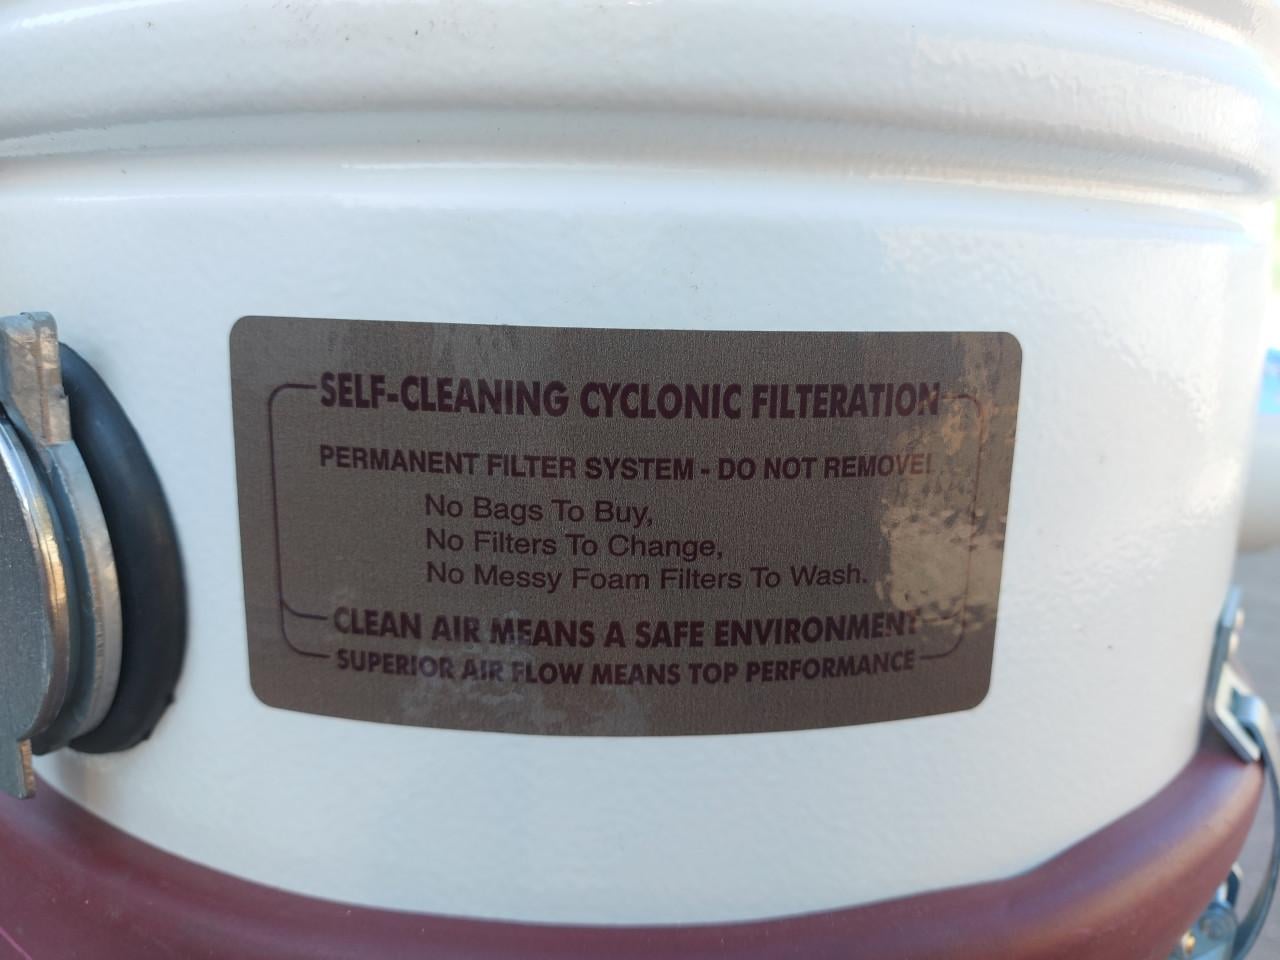 SELF-CLEANING CYCLONIC FILTERATION
PERMANENT FILTER SYSTEM - DO NOT REMOVE!
No Bags To Buy,
No Filters To Change,
No Messy Foam Filters To Wash.
CLEAN AIR MEANS A SAFE ENVIRONMENT
SUPERIOR AIR FLOW MEANS TOP PERFORMANCE